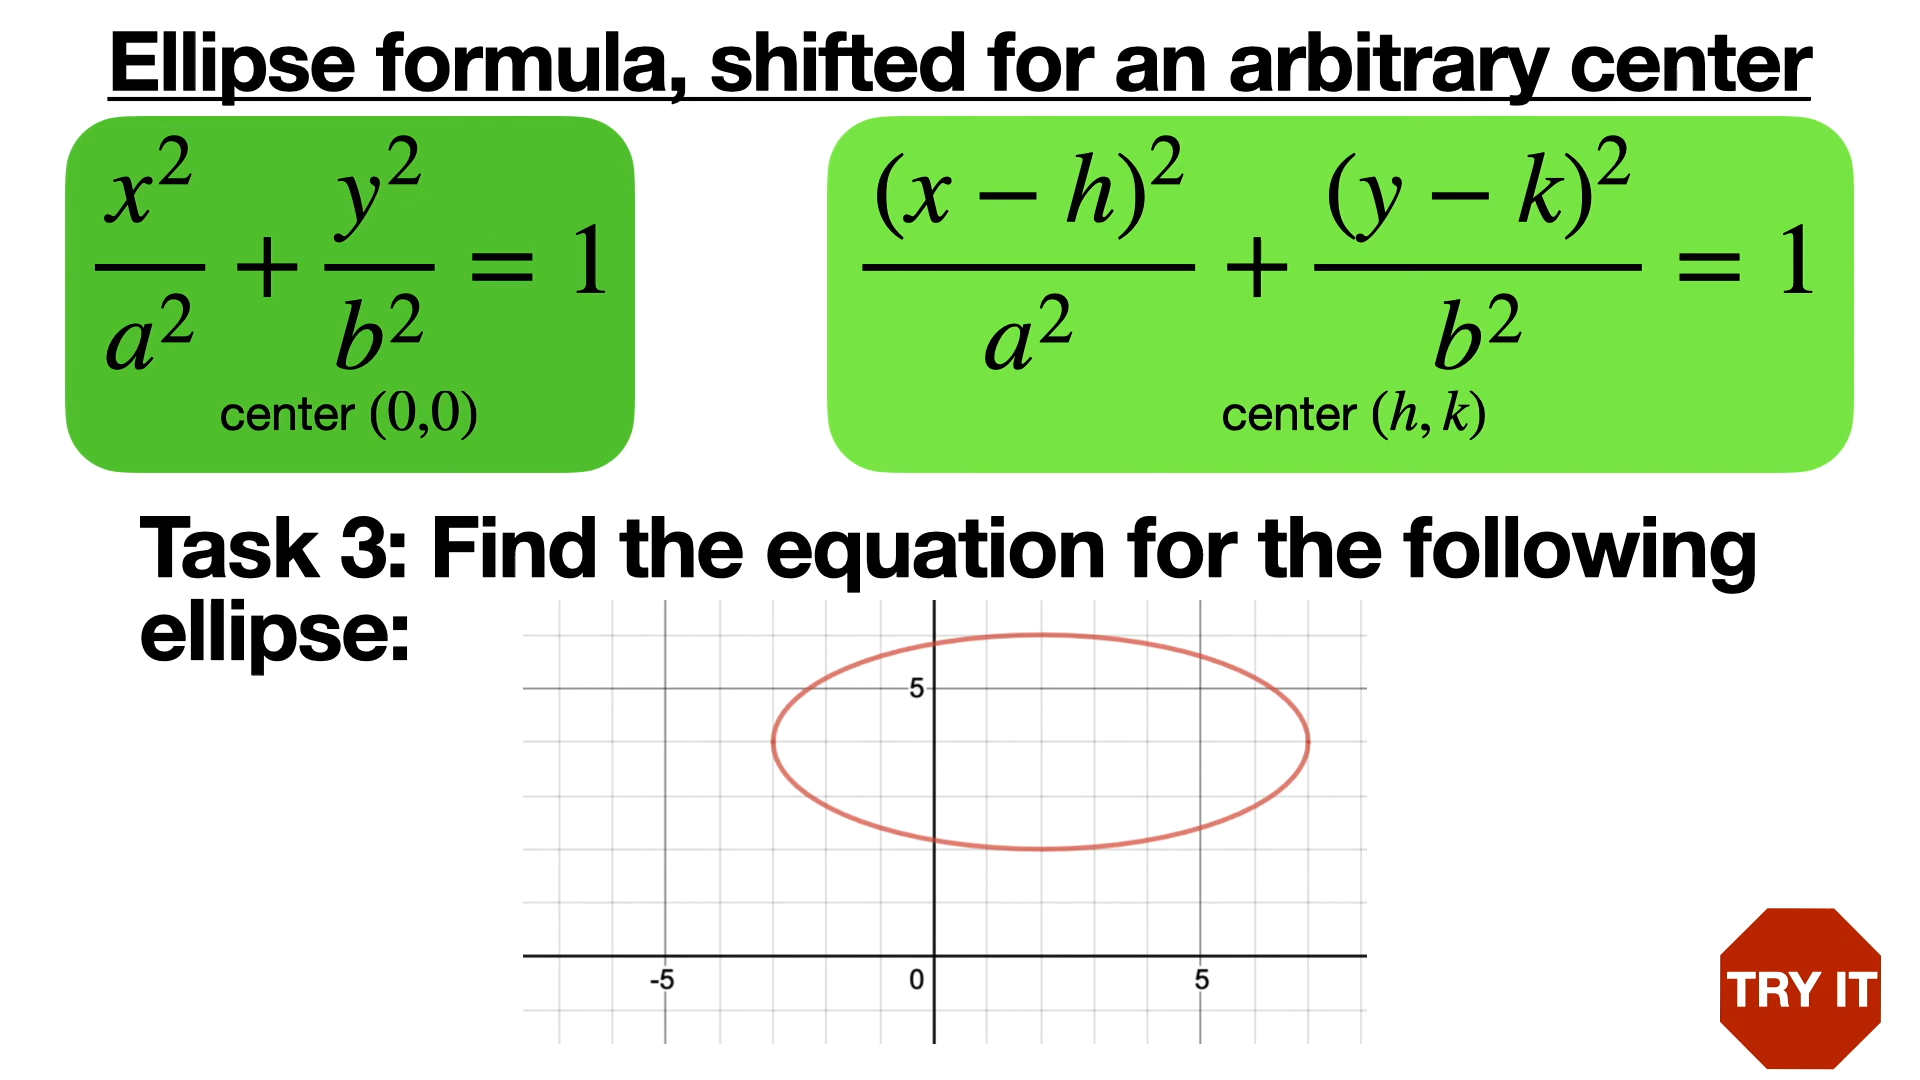 Ellipse formula, shifted for an arbitrary center
x²/a² + y²/b² = 1
center (0,0)
(x − h)²/a² + (y − k)²/b² = 1
center (h, k)
Task 3: Find the equation for the following
ellipse:
5
-5 0 5
TRY IT